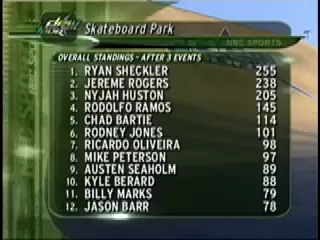 Skateboard Park
NBC SPORTS
OVERALL STANDINGS - AFTER 3 EVENTS
1. RYAN SHECKLER 255
2. JEREME ROGERS 238
3. NYJAH HUSTON 205
4. RODOLFO RAMOS 145
5. CHAD BARTIE 114
6. RODNEY JONES 101
7. RICARDO OLIVEIRA 98
8. MIKE PETERSON 97
9. AUSTEN SEAHOLM 89
10. KYLE BERARD 88
11. BILLY MARKS 79
12. JASON BARR 78